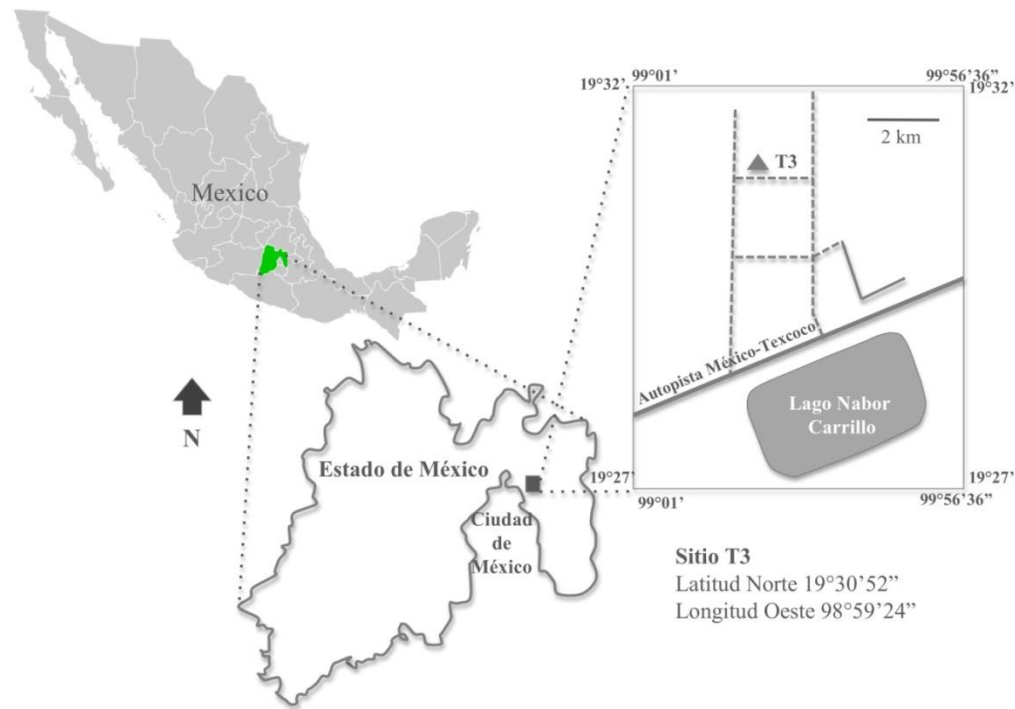 Mexico
N
Estado de México
Ciudad
de
México
19°32'
99°01'
99°56'36”
19°32'
2 km
T3
Autopista México-Texcoco
Lago Nabor
Carrillo
19°27'
99°01'
99°56'36”
19°27'
Sitio T3
Latitud Norte 19°30’52”
Longitud Oeste 98°59’24”